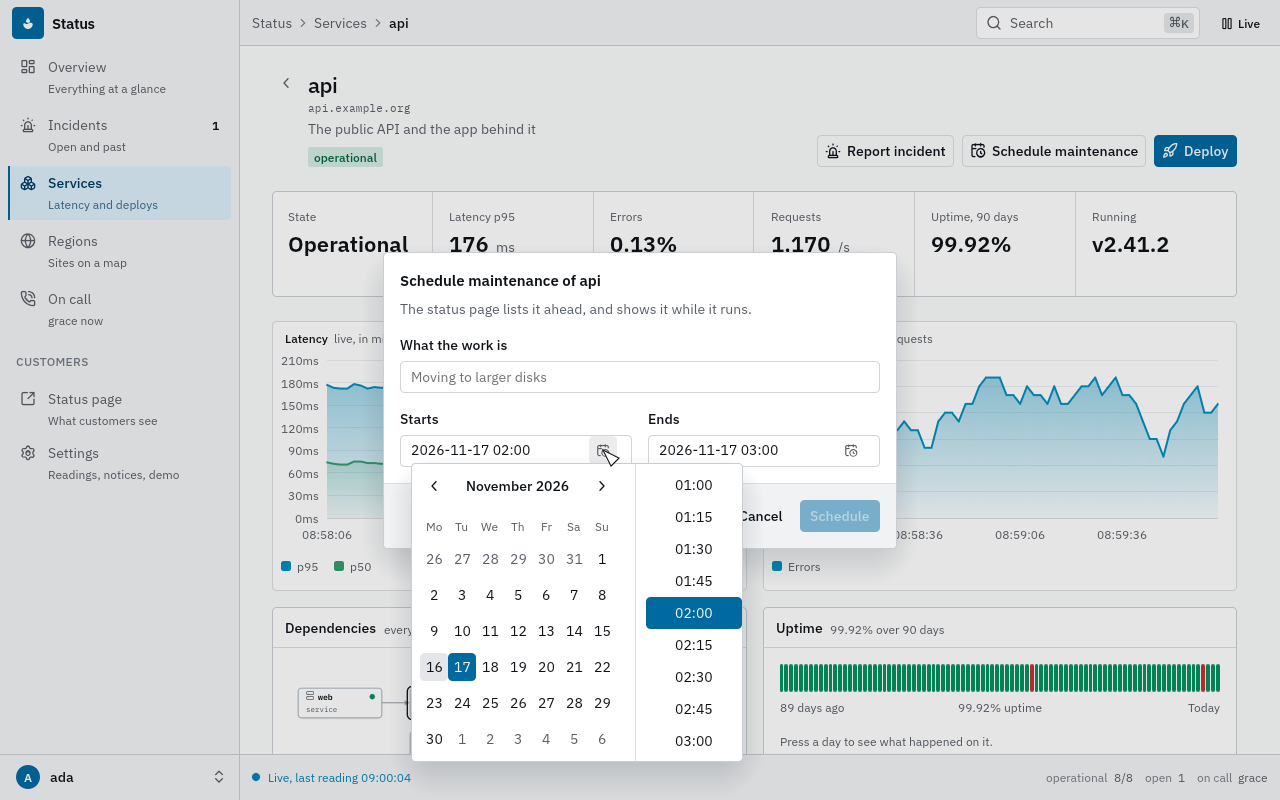 Status
Overview
Everything at a glance
Incidents
1
Open and past
Services
Latency and deploys
Regions
Sites on a map
On call
grace now
CUSTOMERS
Status page
What customers see
Settings
Readings, notices, demo
A
ada
Status > Services > api
Search
⌘K
Live
api
api.example.org
The public API and the app behind it
operational
Report incident
Schedule maintenance
Deploy
State
Operational
Latency p95
176 ms
Errors
0.13%
Requests
1.170 /s
Uptime, 90 days
99.92%
Running
v2.41.2
Latency live, in m
210ms
180ms
150ms
120ms
90ms
60ms
30ms
0ms
08:58:06
p95
p50
quests
08:58:36
08:59:06
08:59:36
Errors
Schedule maintenance of api
The status page lists it ahead, and shows it while it runs.
What the work is
Moving to larger disks
Starts
2026-11-17 02:00
Ends
2026-11-17 03:00
Cancel
Schedule
November 2026
Mo Tu We Th Fr Sa Su
26 27 28 29 30 31 1
2 3 4 5 6 7 8
9 10 11 12 13 14 15
16 17 18 19 20 21 22
23 24 25 26 27 28 29
30 1 2 3 4 5 6
01:00
01:15
01:30
01:45
02:00
02:15
02:30
02:45
03:00
Dependencies every
web
service
Uptime 99.92% over 90 days
89 days ago
99.92% uptime
Today
Press a day to see what happened on it.
Live, last reading 09:00:04
operational 8/8 open 1 on call grace